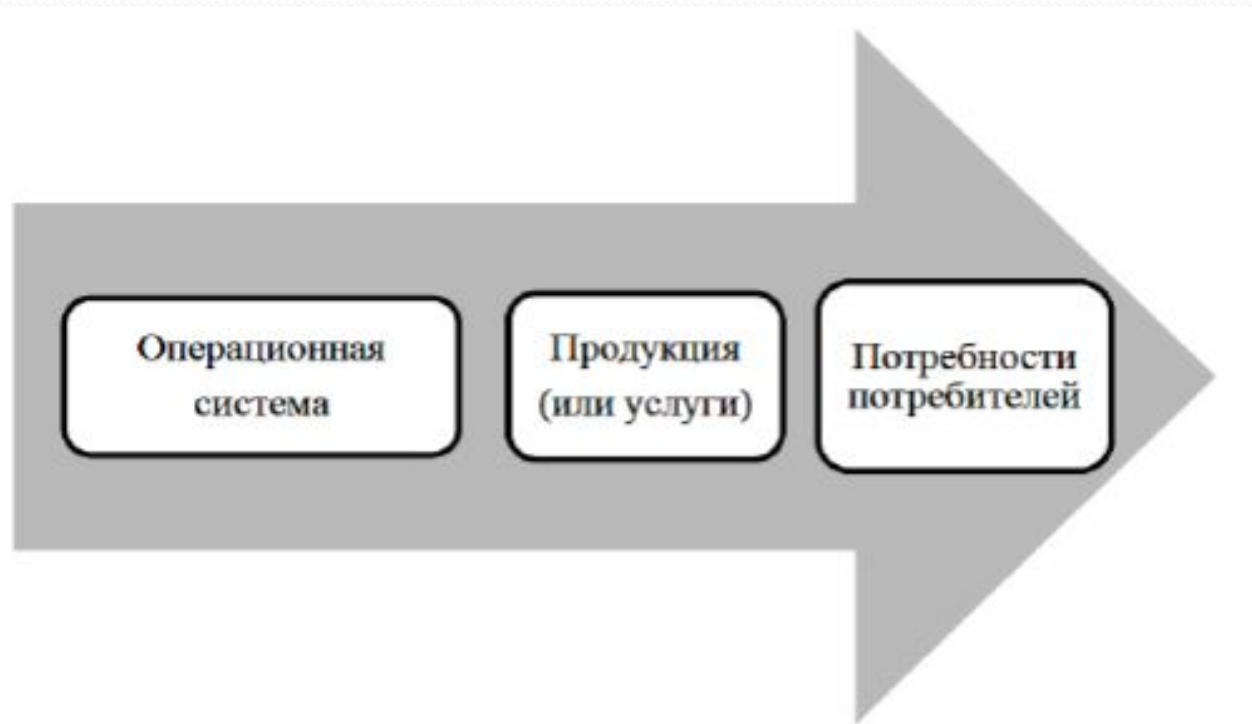 Операционная
система
Продукция
(или услуги)
Потребности
потребителей